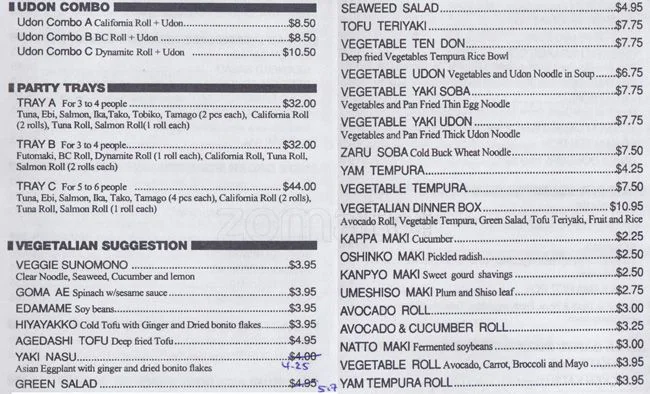 UDON COMBO
Udon Combo A California Roll + Udon $8.50
Udon Combo B BC Roll + Udon $8.50
Udon Combo C Dynamite Roll + Udon $10.50
PARTY TRAYS
TRAY A For 3 to 4 people $32.00
Tuna, Ebi, Salmon, Ika,Tako, Tobiko, Tamago (2 pcs each), California Roll
(2 rolls), Tuna Roll, Salmon Roll(1 roll each)
TRAY B For 3 to 4 people $32.00
Futomaki, BC Roll, Dynamite Roll (1 roll each), California Roll, Tuna Roll,
Salmon Roll (2 rolls each)
TRAY C For 5 to 6 people $44.00
Tuna, Ebi, Salmon, Ika, Tako, Tamago (4 pcs each), California Roll (2 rolls),
Tuna Roll, Salmon Roll (1 roll each)
VEGETALIAN SUGGESTION
VEGGIE SUNOMONO $3.95
Clear Noodle, Seaweed, Cucumber and lemon
GOMA AE Spinach w/sesame sauce $3.95
EDAMAME Soy beans $3.95
HIYAYAKKO Cold Tofu with Ginger and Dried bonito flakes $3.95
AGEDASHI TOFU Deep fried Tofu $4.95
YAKI NASU $4.00
4.25
Asian Eggplant with ginger and dried bonito flakes
GREEN SALAD $4.95
SEAWEED SALAD $4.95
TOFU TERIYAKI $7.75
VEGETABLE TEN DON $7.75
Deep fried Vegetables Tempura Rice Bowl
VEGETABLE UDON Vegetables and Udon Noodle in Soup $6.75
VEGETABLE YAKI SOBA $7.75
Vegetables and Pan Fried Thin Egg Noodle
VEGETABLE YAKI UDON $7.75
Vegetables and Pan Fried Thick Udon Noodle
ZARU SOBA Cold Buck Wheat Noodle $7.50
YAM TEMPURA $4.25
VEGETABLE TEMPURA $7.50
VEGETALIAN DINNER BOX $10.95
Avocado Roll, Vegetable Tempura, Green Salad, Tofu Teriyaki, Fruit and Rice
KAPPA MAKI Cucumber $2.25
OSHINKO MAKI Pickled radish $2.50
KANPYO MAKI Sweet gourd shavings $2.50
UMESHISO MAKI Plum and Shiso leaf $2.75
AVOCADO ROLL $3.00
AVOCADO & CUCUMBER ROLL $3.25
NATTO MAKI Fermented soybeans $3.00
VEGETABLE ROLL Avocado, Carrot, Broccoli and Mayo $3.95
YAM TEMPURA ROLL $3.95